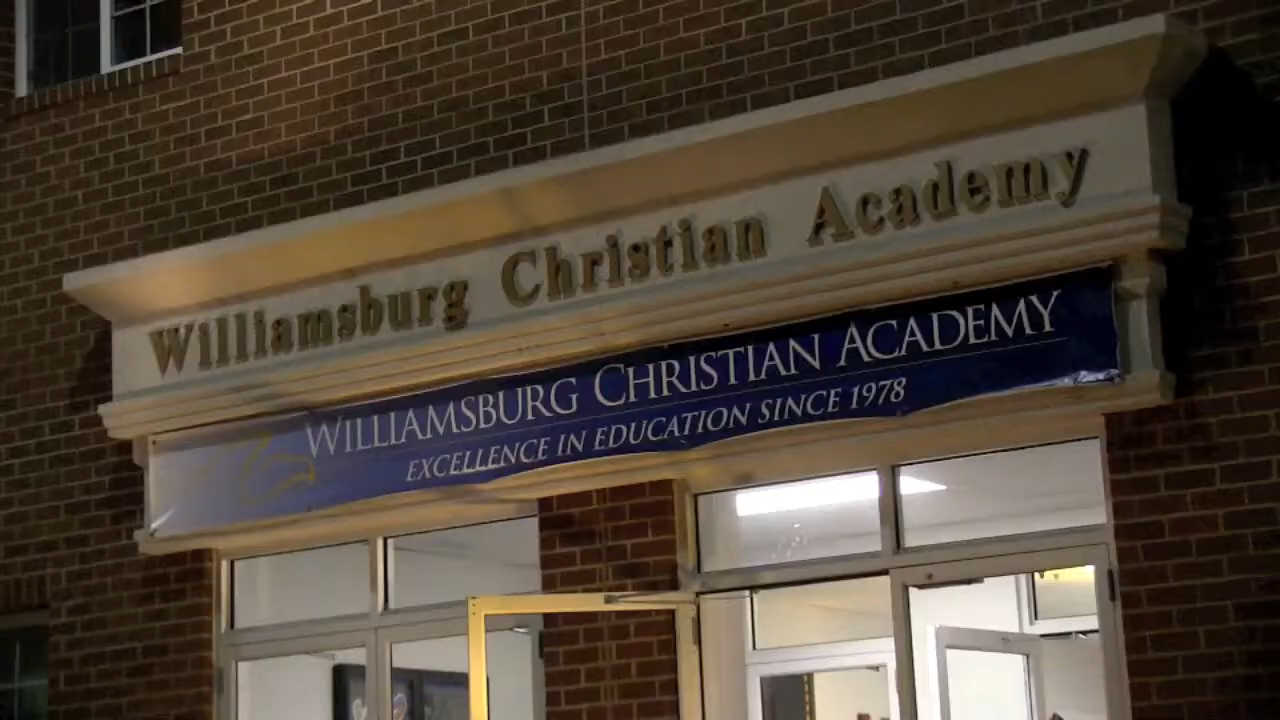 Williamsburg Christian Academy
WILLIAMSBURG CHRISTIAN ACADEMY
EXCELLENCE IN EDUCATION SINCE 1978